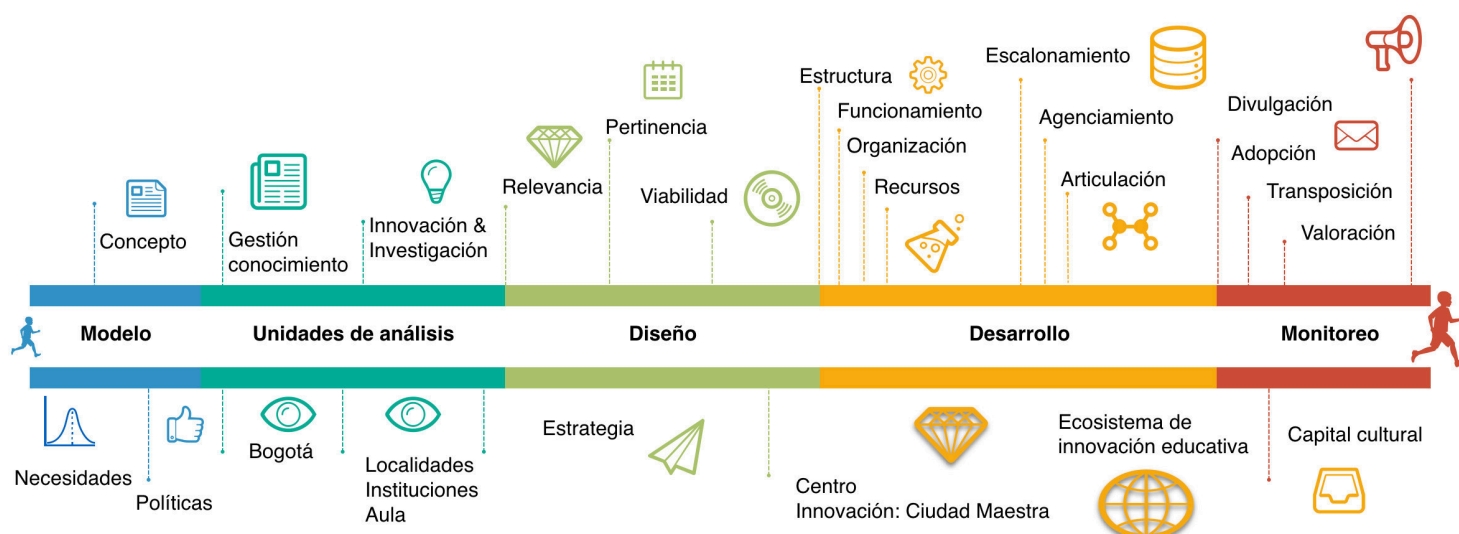 Estructura
Funcionamiento
Organización
Recursos
Escalonamiento
Agenciamiento
Articulación
Divulgación
Adopción
Transposición
Valoración
Pertinencia
Relevancia
Viabilidad
Concepto
Gestión
conocimiento
Innovación &
Investigación
Modelo
Unidades de análisis
Diseño
Desarrollo
Monitoreo
Necesidades
Políticas
Bogotá
Localidades
Instituciones
Aula
Estrategia
Centro
Innovación: Ciudad Maestra
Ecosistema de
innovación educativa
Capital cultural